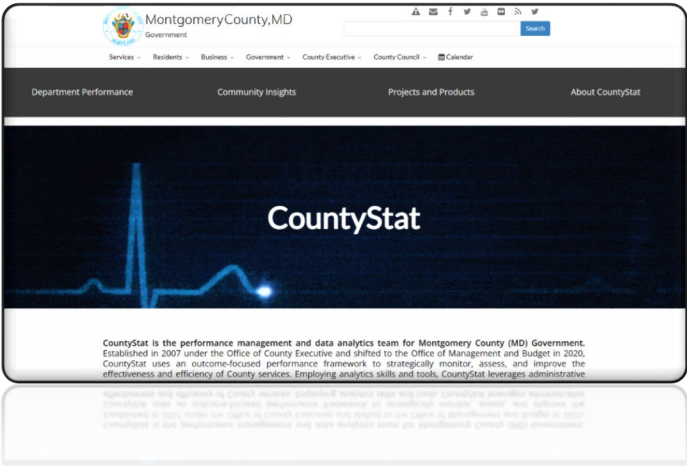 MontgomeryCounty,MD
Government
Search
Services
Residents
Business
Government
County Executive
County Council
Calendar
Department Performance
Community Insights
Projects and Products
About CountyStat
CountyStat
CountyStat is the performance management and data analytics team for Montgomery County (MD) Government.
Established in 2007 under the Office of County Executive and shifted to the Office of Management and Budget in 2020,
CountyStat uses an outcome-focused performance framework to strategically monitor, assess, and improve the
effectiveness and efficiency of County services. Employing analytics skills and tools, CountyStat leverages administrative